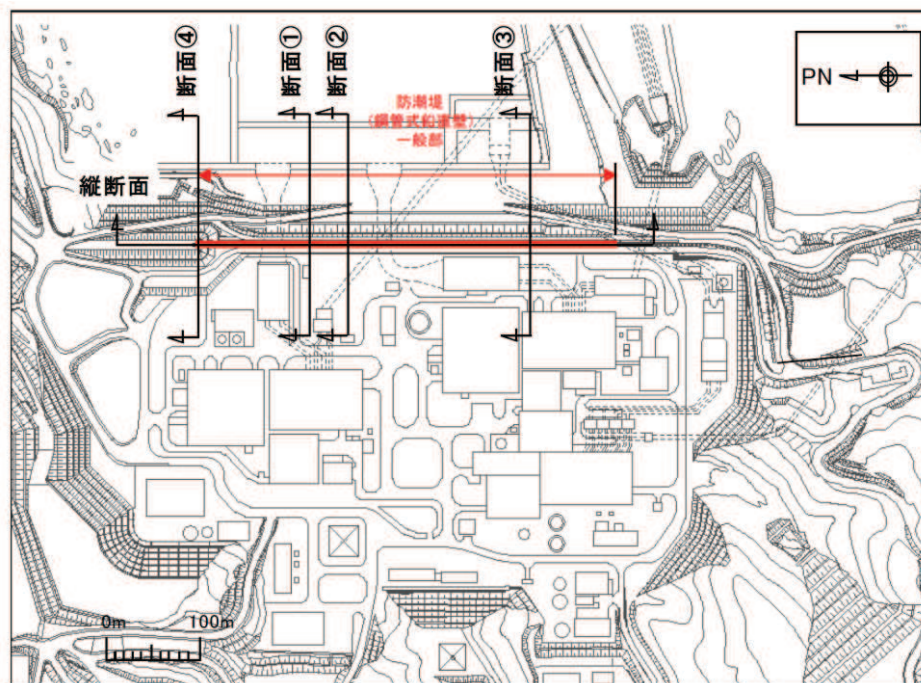 断面④
断面①
断面②
断面③
PN
防潮堤
(鋼管式鉛直壁)
一般部
縦断面
0m
100m